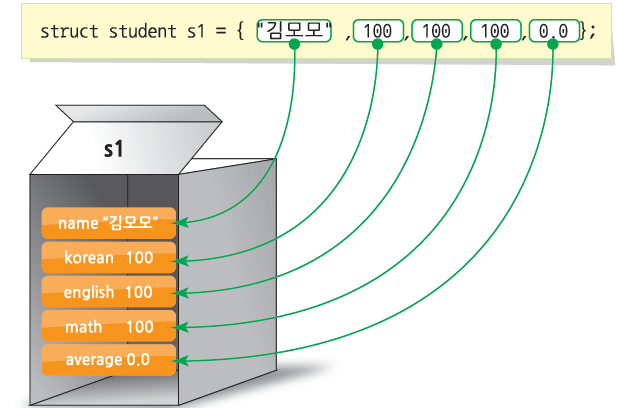 struct student s1 = { "김모모" ,100,100,100,0.0};
s1
name "김모모"
korean 100
english 100
math 100
average 0.0